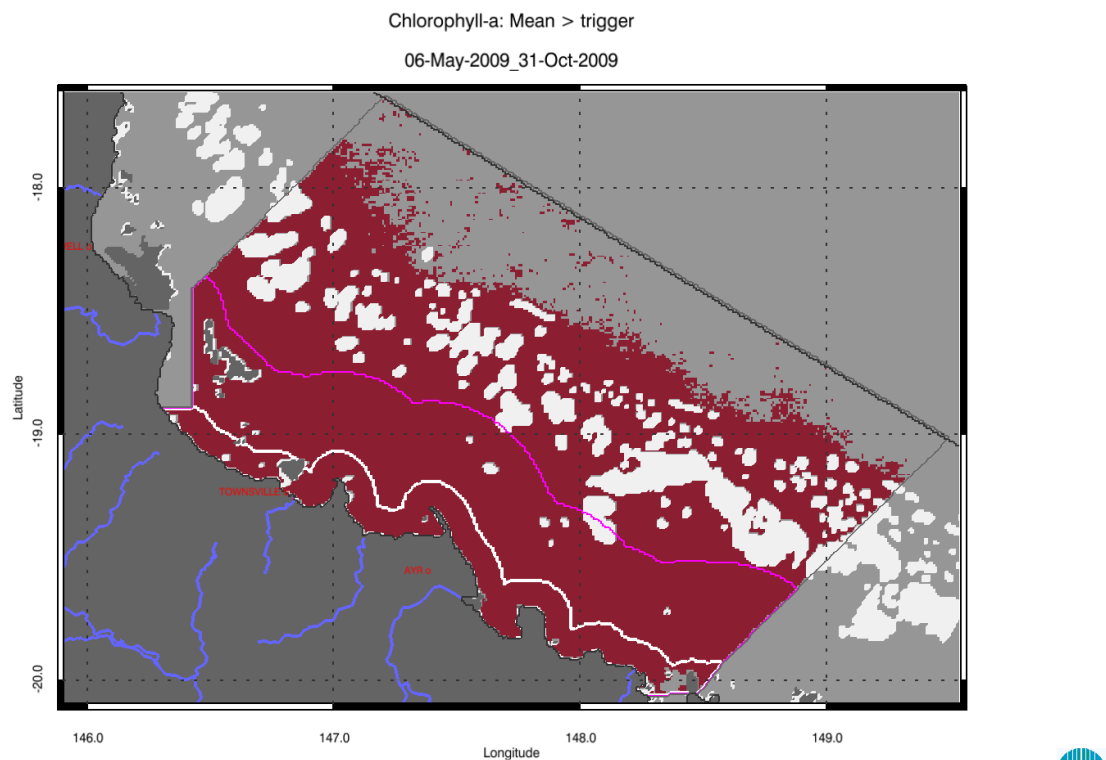 Chlorophyll-a: Mean > trigger
06-May-2009_31-Oct-2009
-18.0
ELL
TOWNSVILLE
AYR
Latitude
-19.0
-20.0
146.0 147.0 148.0 149.0
Longitude